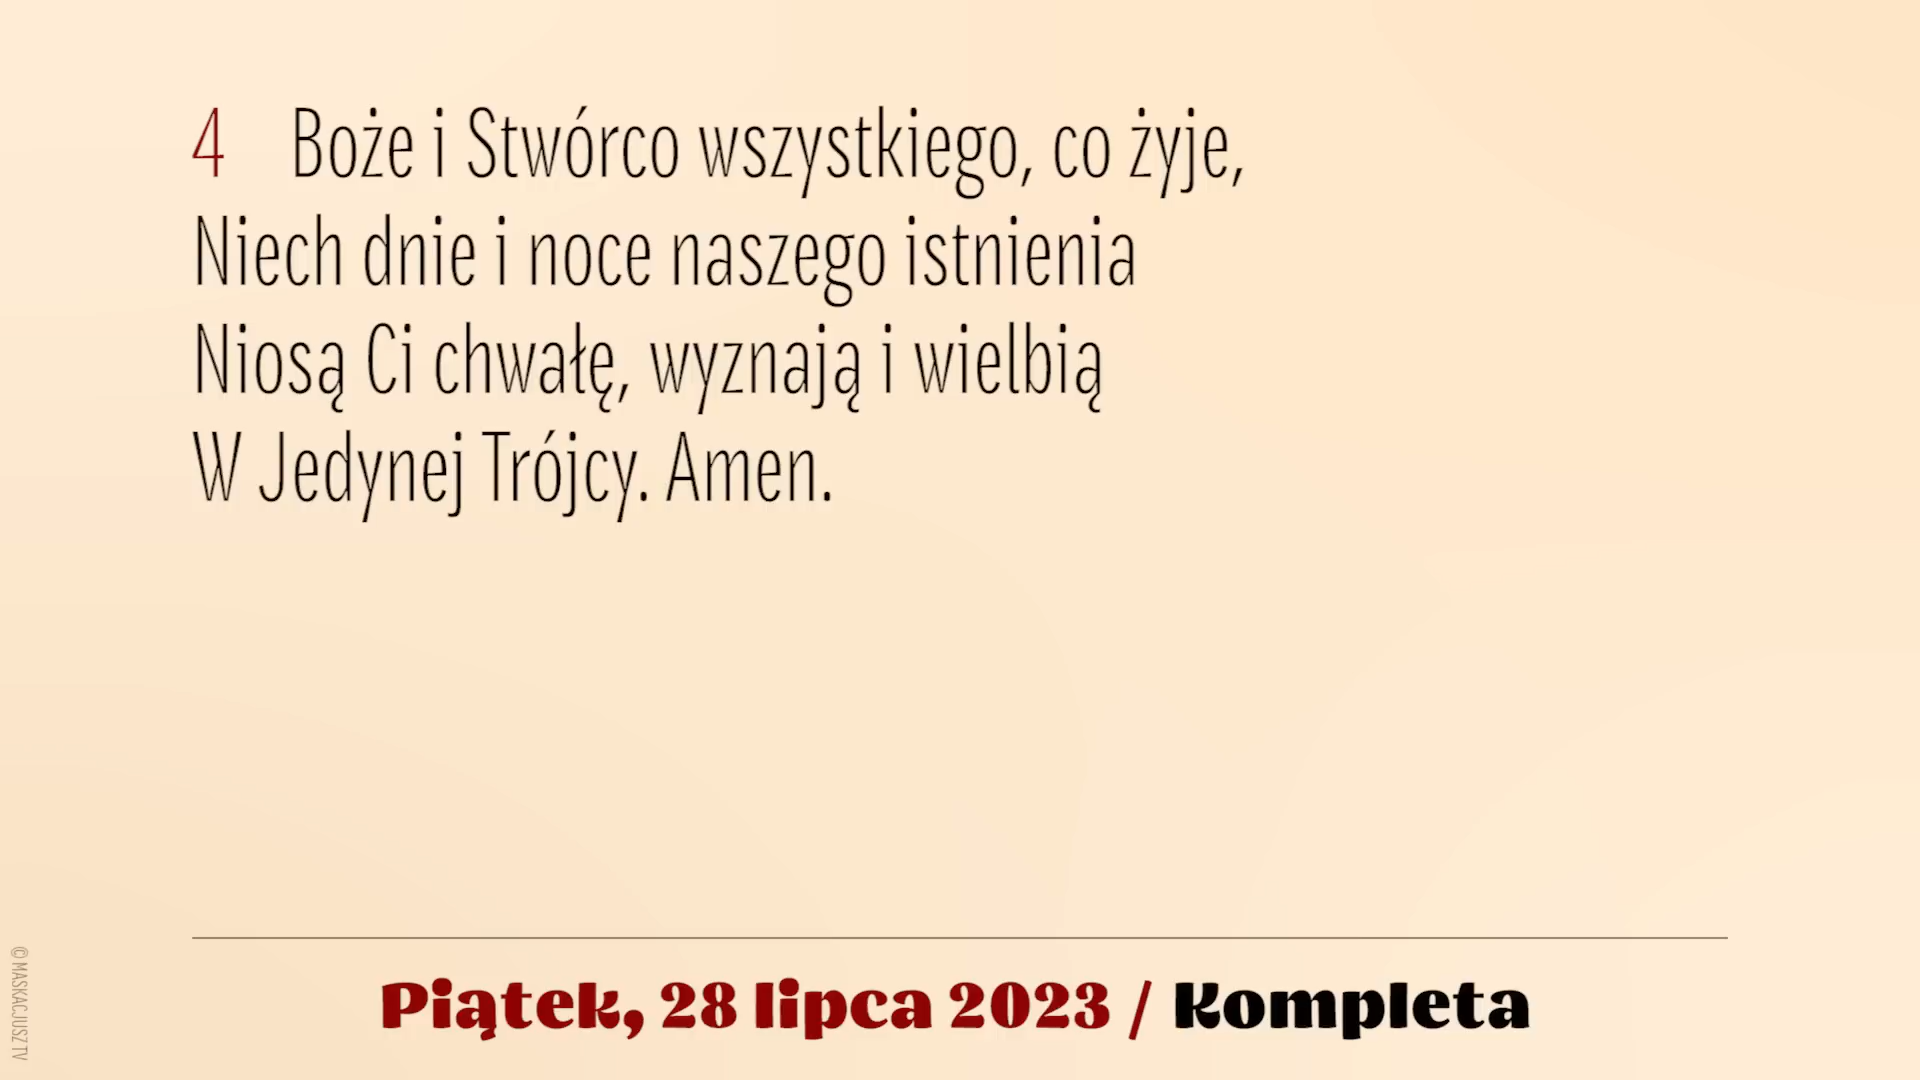 4 Boże i Stwórco wszystkiego, co żyje,
Niech dnie i noce naszego istnienia
Niosą Ci chwałę, wyznają i wielbią
W Jedynej Trójcy. Amen.
Piątek, 28 lipca 2023 / Kompleta
© MASKACJUSZ TV